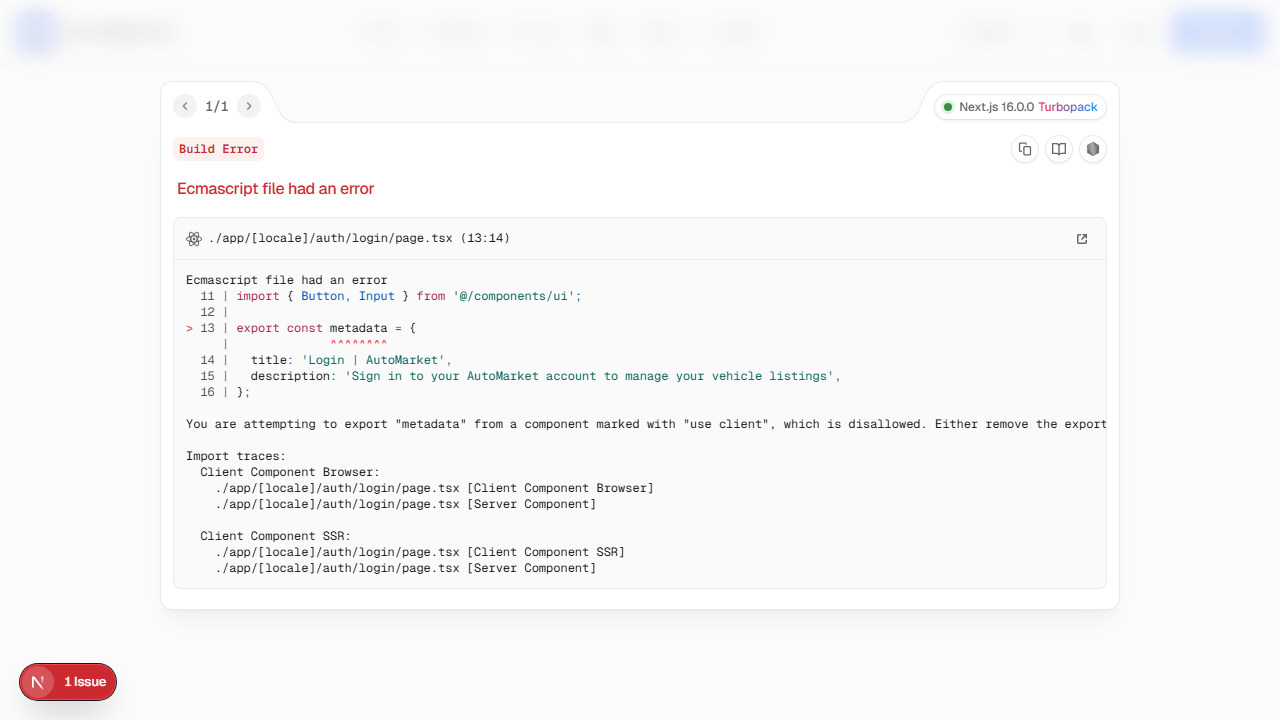 1/1
Next.js 16.0.0 Turbopack
Build Error
Ecmascript file had an error
./app/[locale]/auth/login/page.tsx (13:14)
Ecmascript file had an error
  11 | import { Button, Input } from '@/components/ui';
  12 |
> 13 | export const metadata = {
     |              ^^^^^^^^
  14 |   title: 'Login | AutoMarket',
  15 |   description: 'Sign in to your AutoMarket account to manage your vehicle listings',
  16 | };
You are attempting to export "metadata" from a component marked with "use client", which is disallowed. Either remove the export
Import traces:
  Client Component Browser:
    ./app/[locale]/auth/login/page.tsx [Client Component Browser]
    ./app/[locale]/auth/login/page.tsx [Server Component]
  Client Component SSR:
    ./app/[locale]/auth/login/page.tsx [Client Component SSR]
    ./app/[locale]/auth/login/page.tsx [Server Component]
N 1 Issue